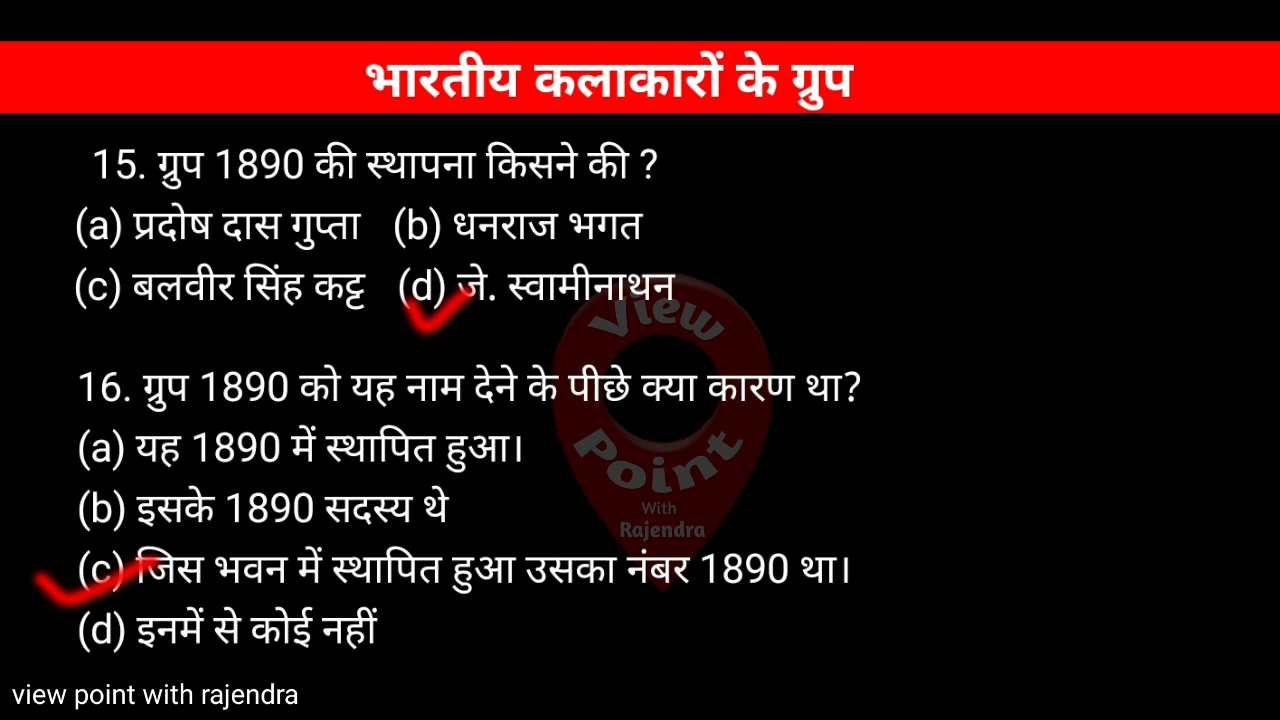 भारतीय कलाकारों के ग्रुप
15. ग्रुप 1890 की स्थापना किसने की ?
(a) प्रदोष दास गुप्ता (b) धनराज भगत
(c) बलवीर सिंह कट्ट (d) जे. स्वामीनाथन
16. ग्रुप 1890 को यह नाम देने के पीछे क्या कारण था?
(a) यह 1890 में स्थापित हुआ।
(b) इसके 1890 सदस्य थे
(c) जिस भवन में स्थापित हुआ उसका नंबर 1890 था।
(d) इनमें से कोई नहीं
View
Point
With
Rajendra
view point with rajendra